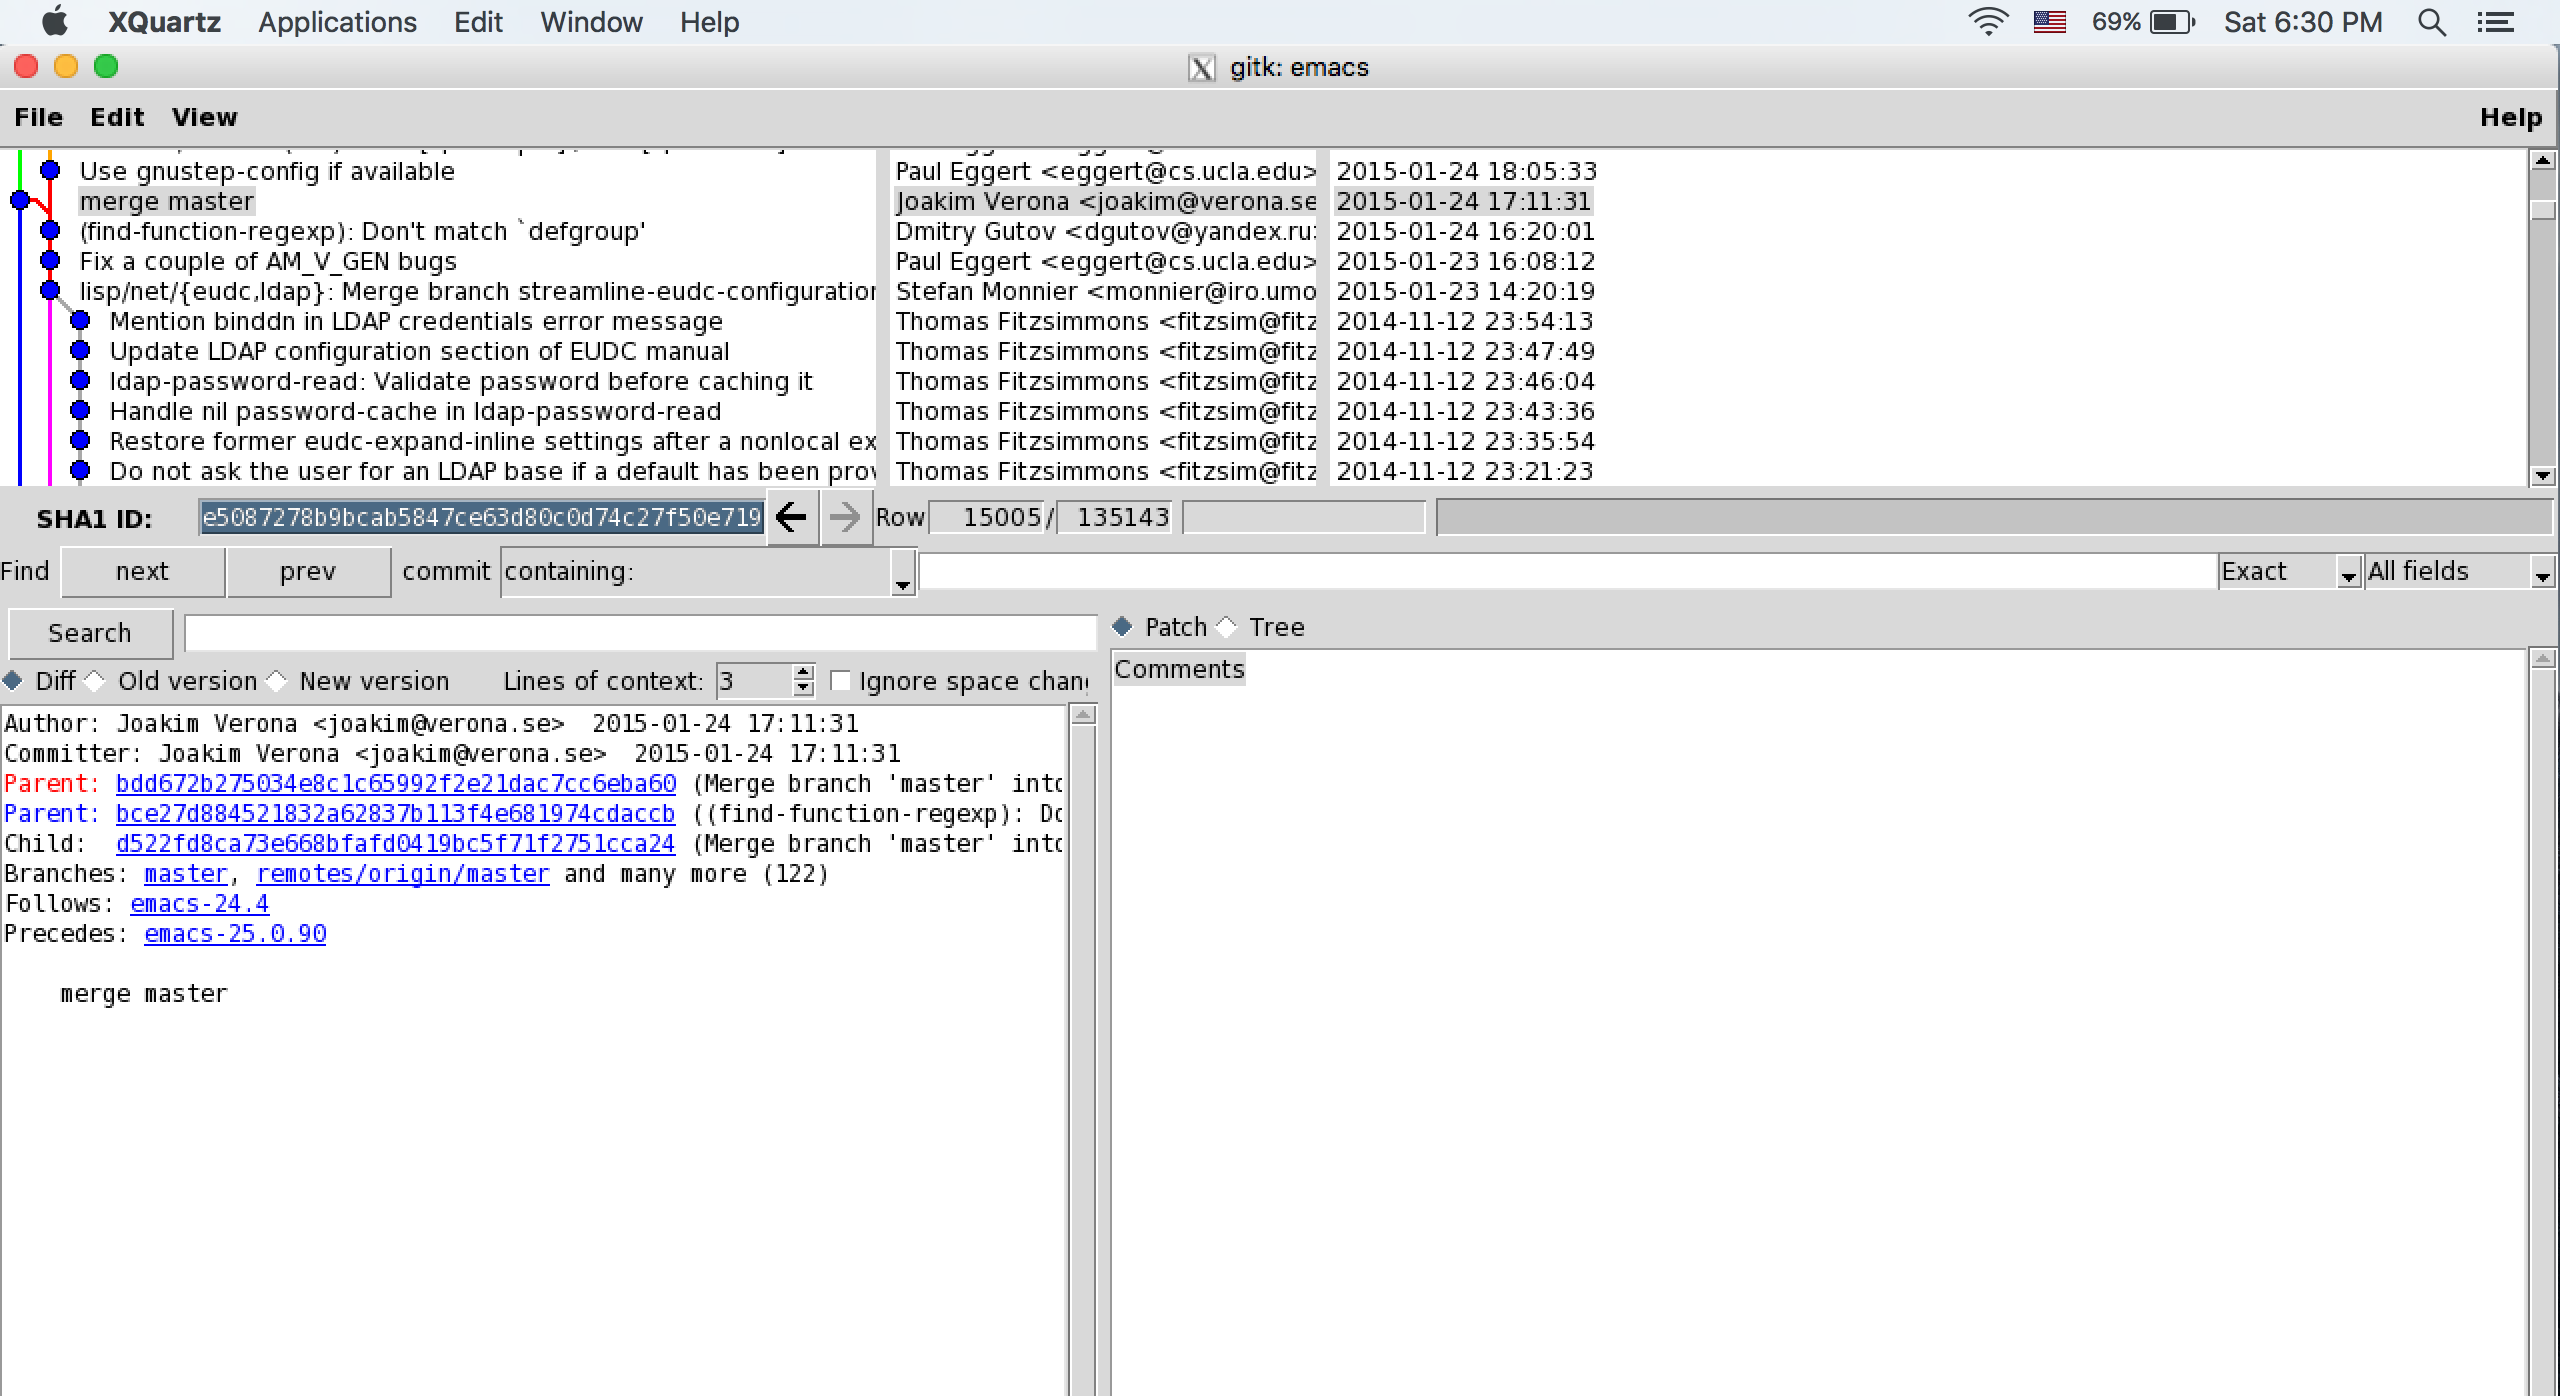 XQuartz Applications Edit Window Help 69% Sat 6:30 PM
gitk: emacs
File Edit View Help
Use gnustep-config if available Paul Eggert <eggert@cs.ucla.edu> 2015-01-24 18:05:33
merge master Joakim Verona <joakim@verona.se 2015-01-24 17:11:31
(find-function-regexp): Don't match `defgroup' Dmitry Gutov <dgutov@yandex.ru> 2015-01-24 16:20:01
Fix a couple of AM_V_GEN bugs Paul Eggert <eggert@cs.ucla.edu> 2015-01-23 16:08:12
lisp/net/{eudc,ldap}: Merge branch streamline-eudc-configuration Stefan Monnier <monnier@iro.umo 2015-01-23 14:20:19
Mention binddn in LDAP credentials error message Thomas Fitzsimmons <fitzsim@fitz 2014-11-12 23:54:13
Update LDAP configuration section of EUDC manual Thomas Fitzsimmons <fitzsim@fitz 2014-11-12 23:47:49
ldap-password-read: Validate password before caching it Thomas Fitzsimmons <fitzsim@fitz 2014-11-12 23:46:04
Handle nil password-cache in ldap-password-read Thomas Fitzsimmons <fitzsim@fitz 2014-11-12 23:43:36
Restore former eudc-expand-inline settings after a nonlocal ex Thomas Fitzsimmons <fitzsim@fitz 2014-11-12 23:35:54
Do not ask the user for an LDAP base if a default has been prov Thomas Fitzsimmons <fitzsim@fitz 2014-11-12 23:21:23
SHA1 ID: e5087278b9bcab5847ce63d80c0d74c27f50e719 Row 15005 / 135143
Find next prev commit containing: Exact All fields
Search Patch Tree
Comments
Diff Old version New version Lines of context: 3 Ignore space chang
Author: Joakim Verona <joakim@verona.se> 2015-01-24 17:11:31
Committer: Joakim Verona <joakim@verona.se> 2015-01-24 17:11:31
Parent: bdd672b275034e8c1c65992f2e21dac7cc6eba60 (Merge branch 'master' into
Parent: bce27d884521832a62837b113f4e681974cdaccb ((find-function-regexp): Do
Child: d522fd8ca73e668bfafd0419bc5f71f2751cca24 (Merge branch 'master' into
Branches: master, remotes/origin/master and many more (122)
Follows: emacs-24.4
Precedes: emacs-25.0.90
merge master